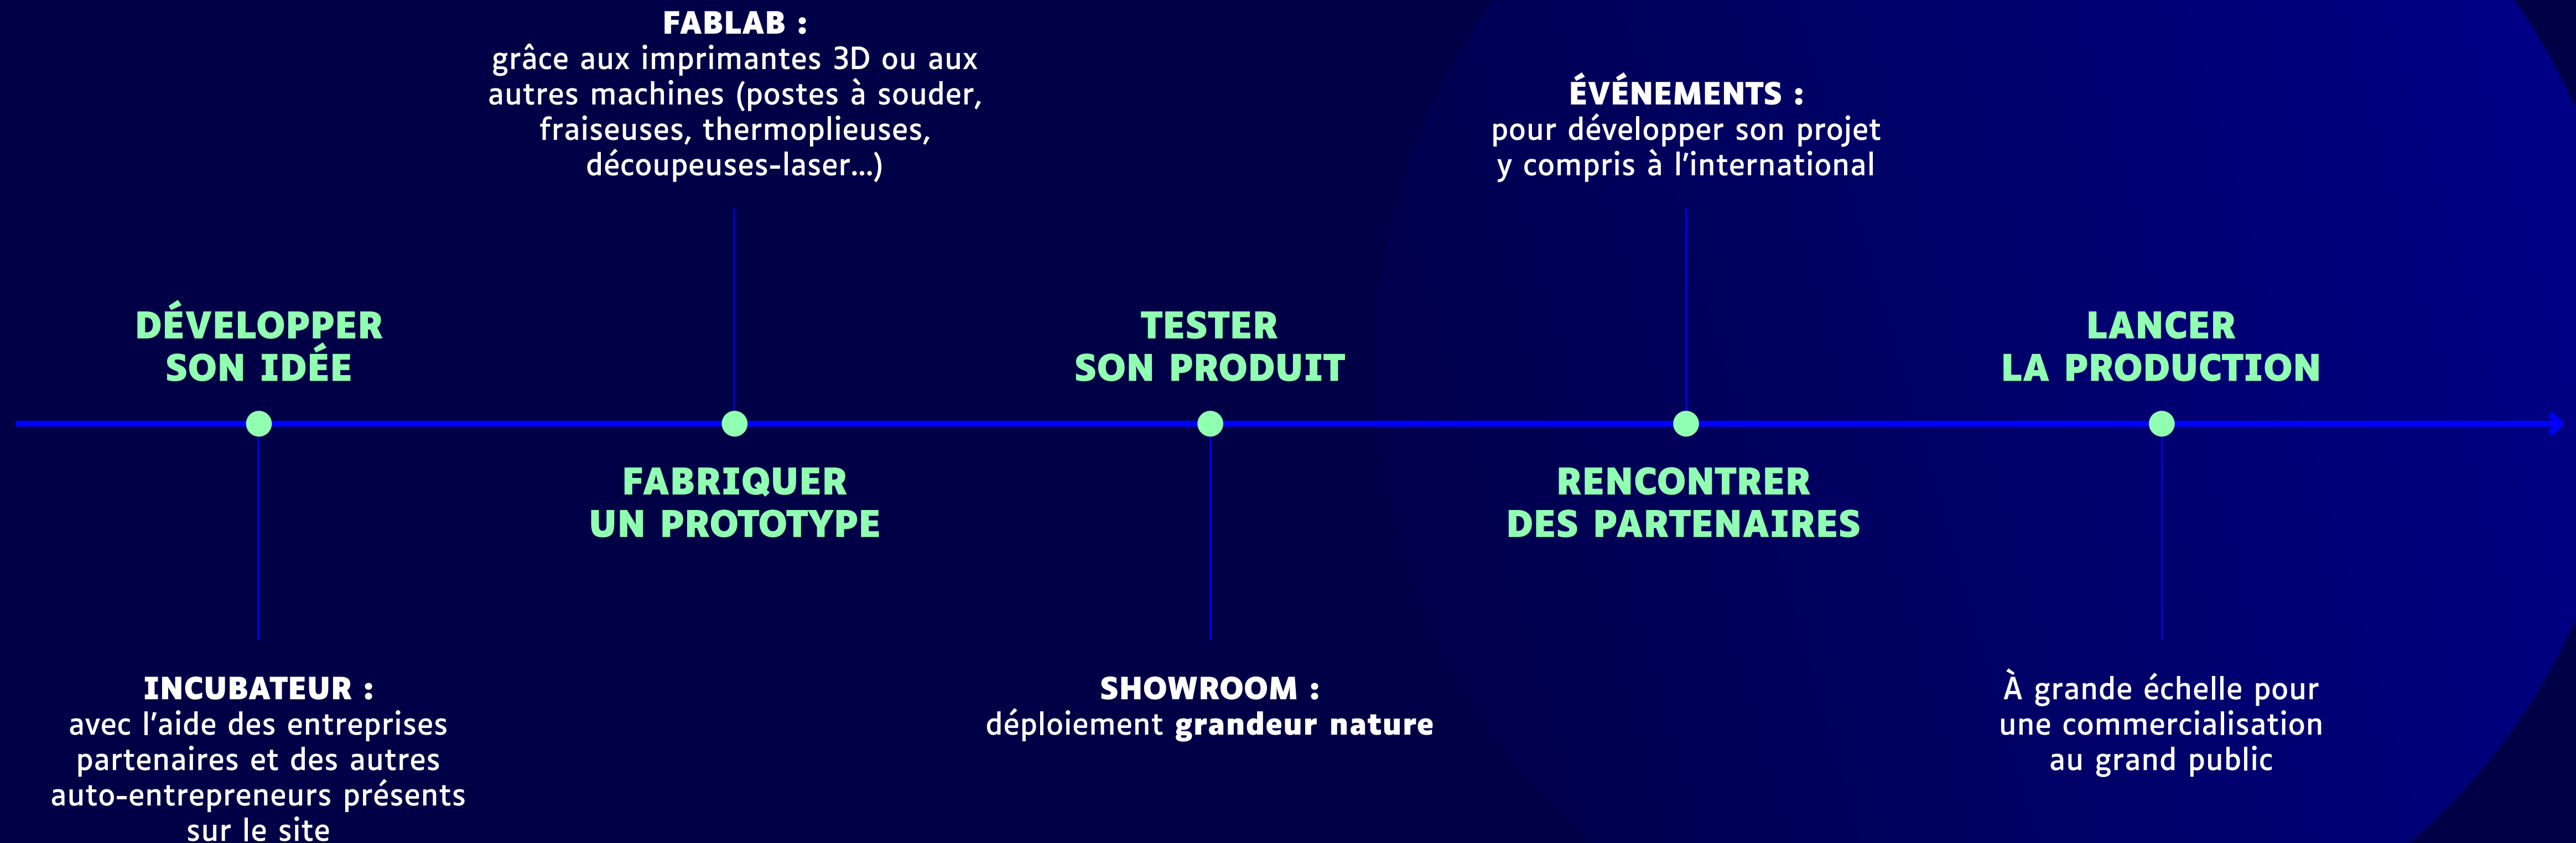 DÉVELOPPER
SON IDÉE
INCUBATEUR :
avec l’aide des entreprises
partenaires et des autres
auto-entrepreneurs présents
sur le site
FABLAB :
grâce aux imprimantes 3D ou aux
autres machines (postes à souder,
fraiseuses, thermoplieuses,
découpeuses-laser...)
FABRIQUER
UN PROTOTYPE
TESTER
SON PRODUIT
SHOWROOM :
déploiement grandeur nature
ÉVÉNEMENTS :
pour développer son projet
y compris à l’international
RENCONTRER
DES PARTENAIRES
LANCER
LA PRODUCTION
À grande échelle pour
une commercialisation
au grand public